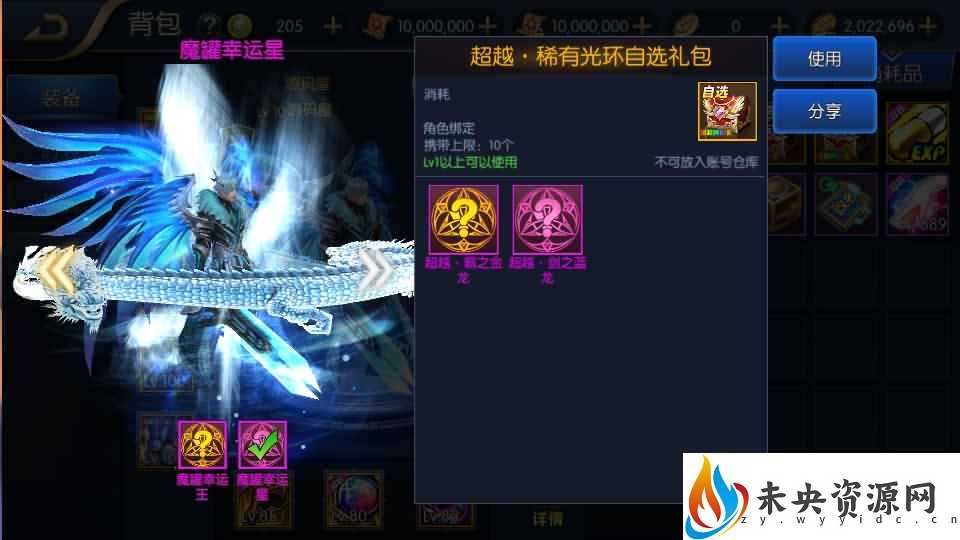 背包
?
205
10,000,000
10,000,000
0
2,022,696
魔罐幸运星
装备
超越·稀有光环自选礼包
消耗
自选
角色绑定
携带上限：10个
Lv1以上可以使用
不可放入账号仓库
使用
分享
耗品
EXP
超越·霸之金龙
超越·剑之蓝龙
魔罐幸运王
魔罐幸运星
详情
未央资源网
zy.wyyidc.cn